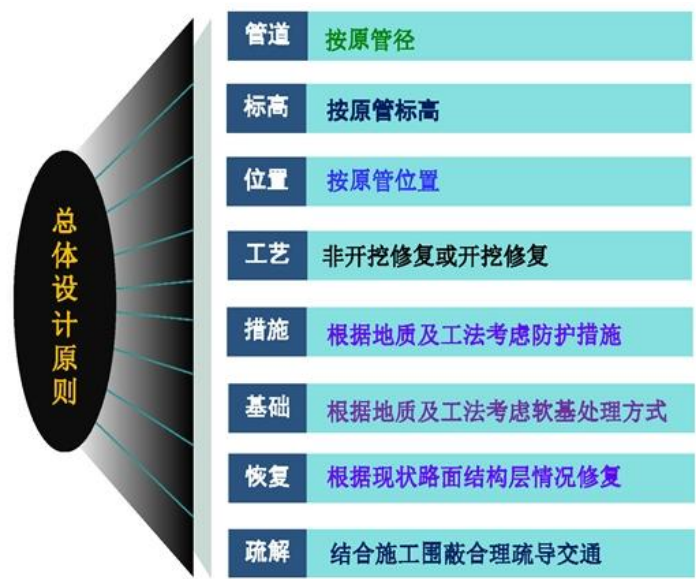 总体设计原则
管道 按原管径
标高 按原管标高
位置 按原管位置
工艺 非开挖修复或开挖修复
措施 根据地质及工法考虑防护措施
基础 根据地质及工法考虑软基处理方式
恢复 根据现状路面结构层情况修复
疏解 结合施工围蔽合理疏导交通